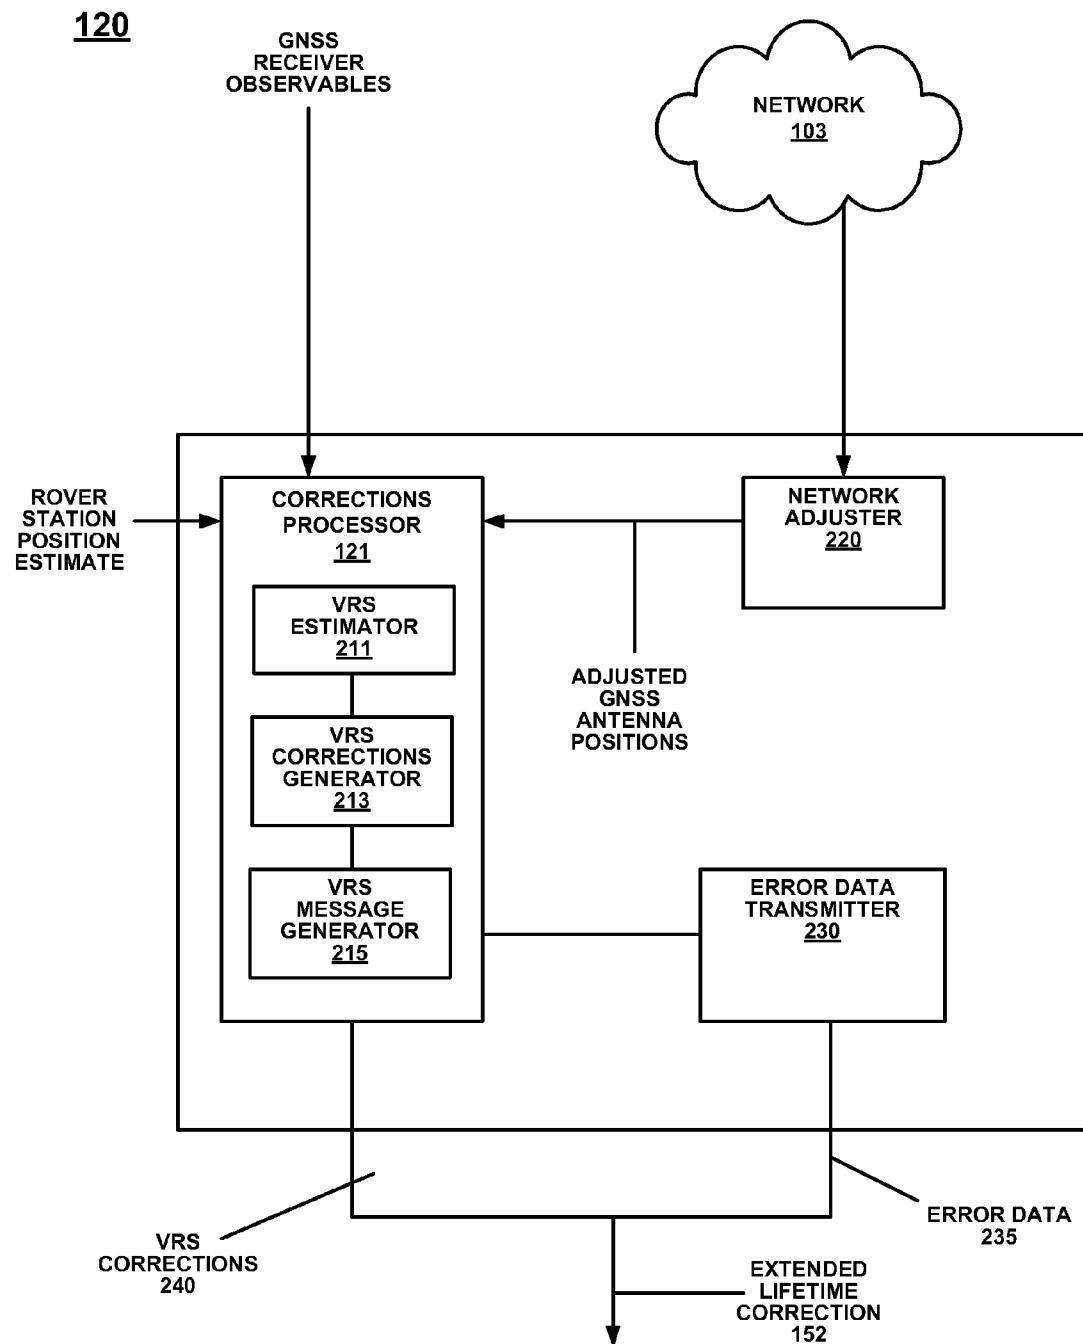 120
GNSS
RECEIVER
OBSERVABLES
NETWORK
103
ROVER
STATION
POSITION
ESTIMATE
CORRECTIONS
PROCESSOR
121
NETWORK
ADJUSTER
220
VRS
ESTIMATOR
211
ADJUSTED
GNSS
ANTENNA
POSITIONS
VRS
CORRECTIONS
GENERATOR
213
VRS
MESSAGE
GENERATOR
215
ERROR DATA
TRANSMITTER
230
VRS
CORRECTIONS
240
ERROR DATA
235
EXTENDED
LIFETIME
CORRECTION
152